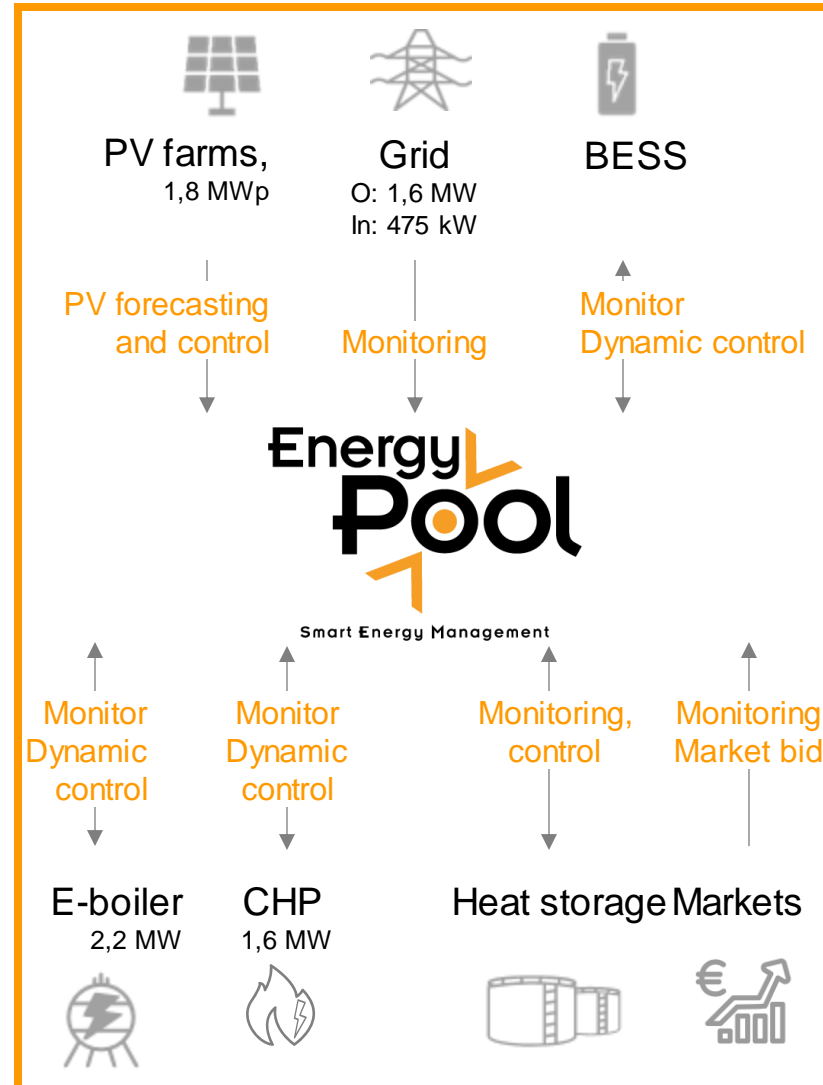 PV farms,
1,8 MWp
Grid
O: 1,6 MW
In: 475 kW
BESS
PV forecasting
and control
Monitoring
Monitor
Dynamic control
Energy
Pool
Smart Energy Management
Monitor
Dynamic
control
Monitor
Dynamic
control
Monitoring,
control
Monitoring
Market bid
E-boiler
2,2 MW
CHP
1,6 MW
Heat storage
Markets
€